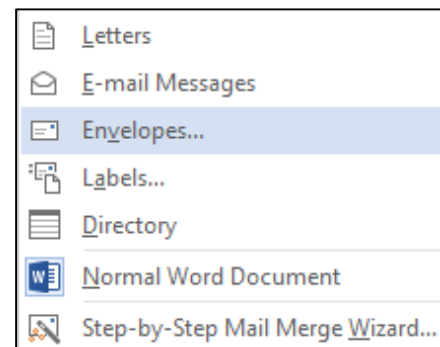 Letters
E-mail Messages
Envelopes...
Labels...
Directory
Normal Word Document
Step-by-Step Mail Merge Wizard...